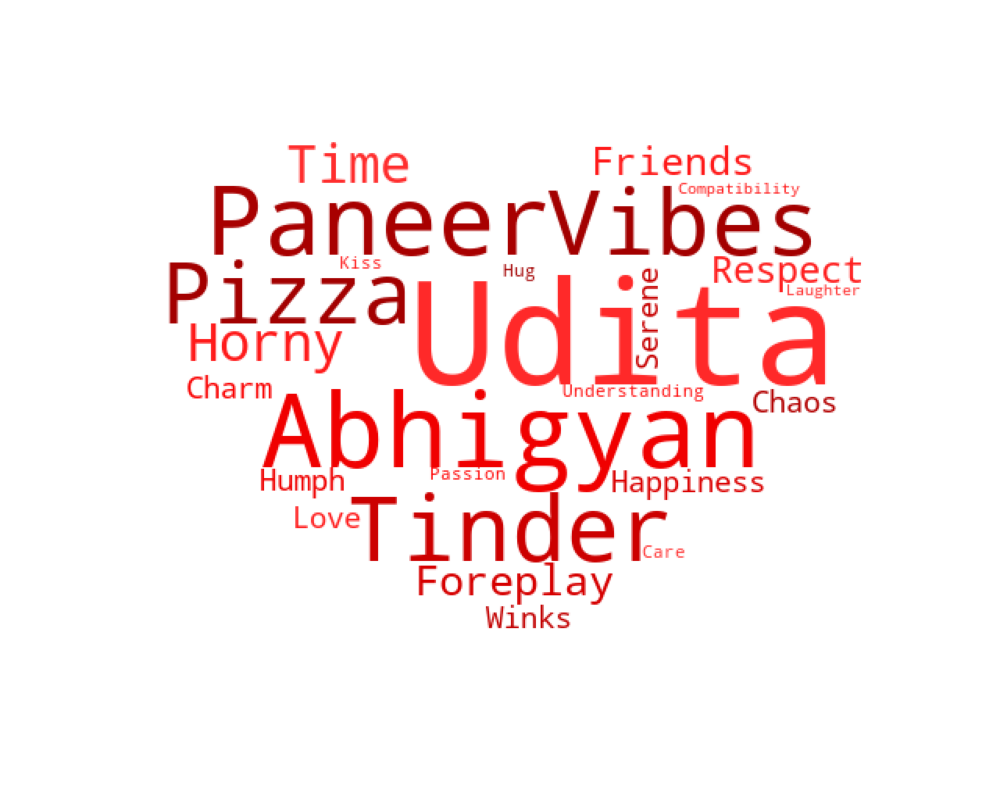 Time
Friends
Compatibility
PaneerVibes
Kiss
Hug
Respect
Pizza
Laughter
Udita
Serene
Horny
Charm
Understanding
Chaos
Abhigyan
Humph
Passion
Happiness
Love
Tinder
Care
Foreplay
Winks